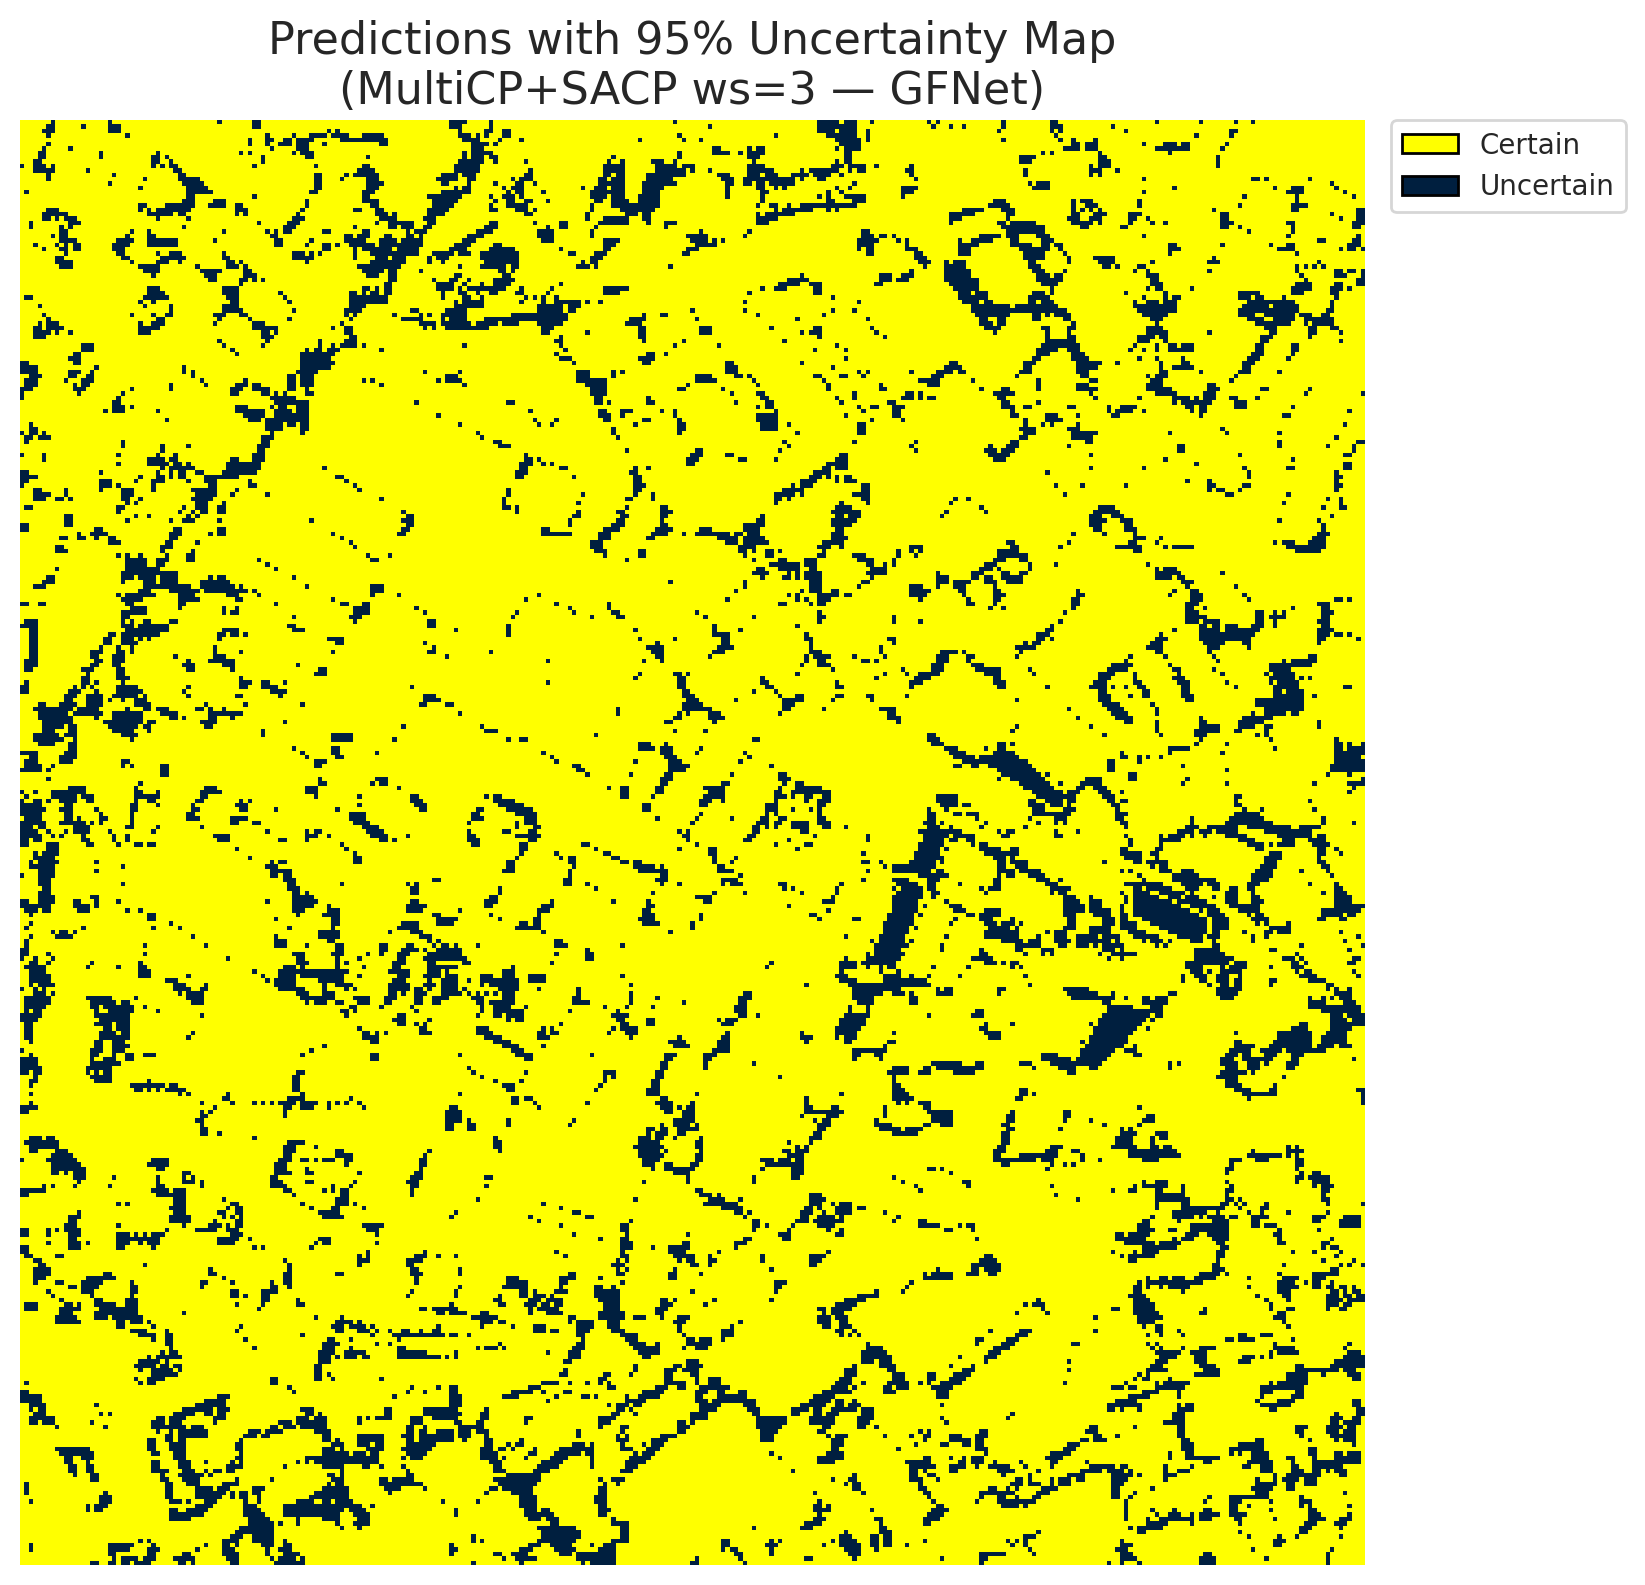 Predictions with 95% Uncertainty Map
(MultiCP+SACP ws=3 — GFNet)
Certain
Uncertain